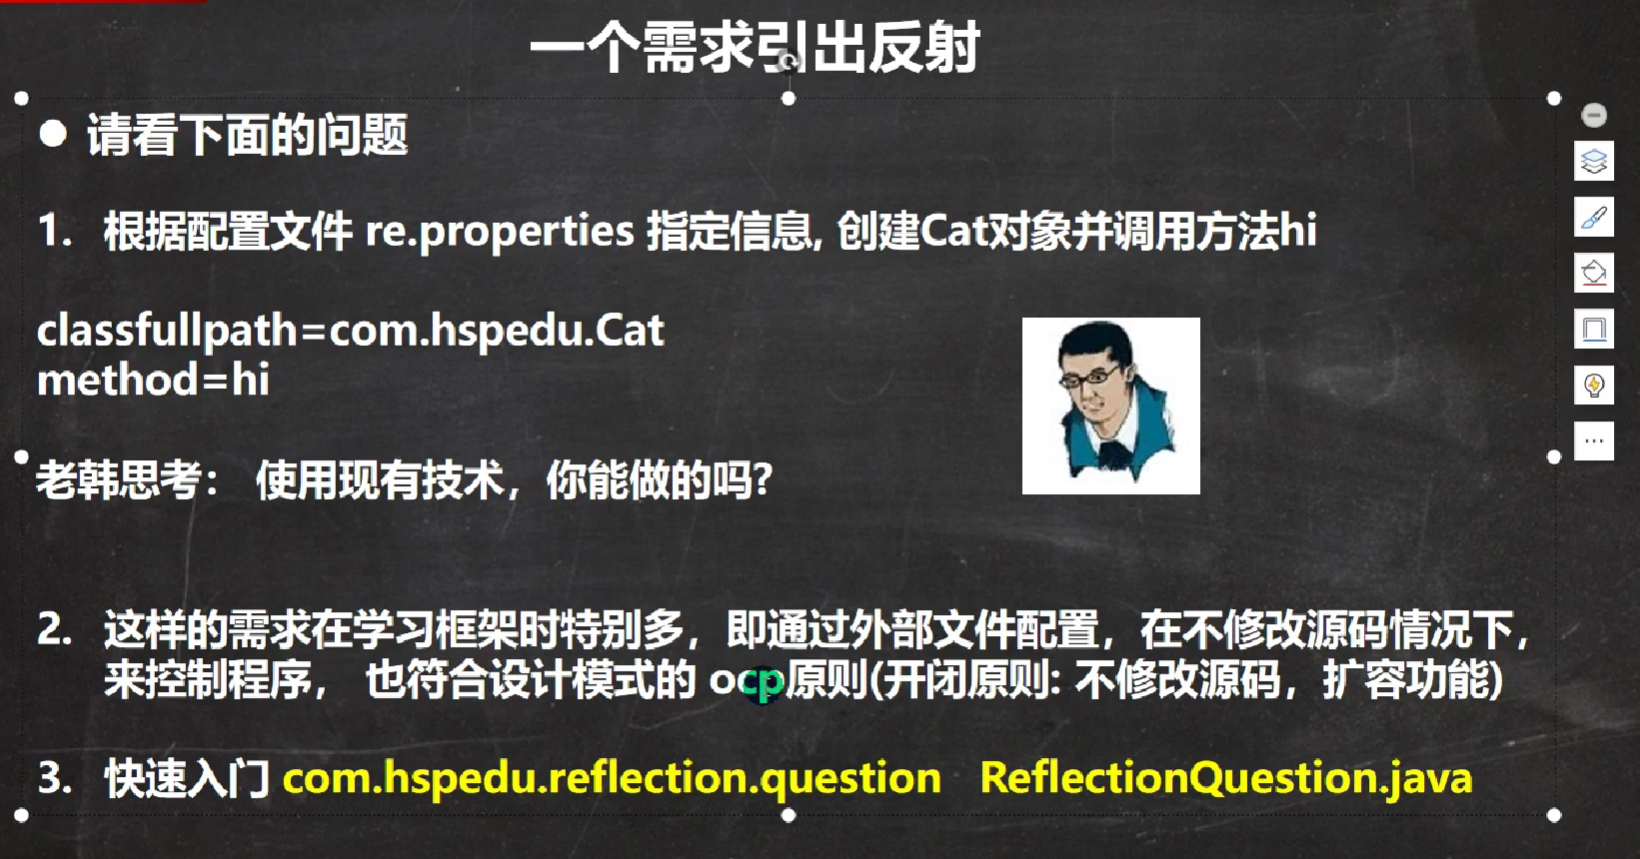 一个需求引出反射
● 请看下面的问题
1. 根据配置文件 re.properties 指定信息, 创建Cat对象并调用方法hi
classfullpath=com.hspedu.Cat
method=hi
老韩思考： 使用现有技术，你能做的吗?
2. 这样的需求在学习框架时特别多，即通过外部文件配置，在不修改源码情况下，
来控制程序， 也符合设计模式的 ocp原则(开闭原则: 不修改源码，扩容功能)
3. 快速入门 com.hspedu.reflection.question ReflectionQuestion.java